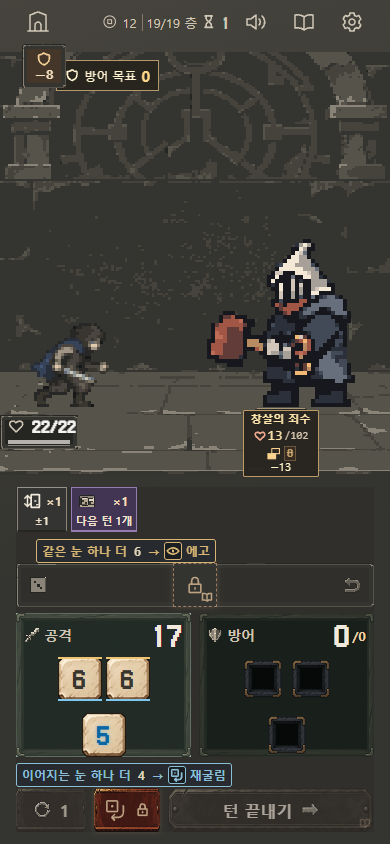 12 | 19/19 층 1
−8
방어 목표 0
22/22
창살의 죄수
13/102
0
−13
×1
±1
×1
다음 턴 1개
같은 눈 하나 더 6 → 에고
공격 17
방어 0/0
6 6
5
이어지는 눈 하나 더 4 → 재굴림
1
턴 끝내기